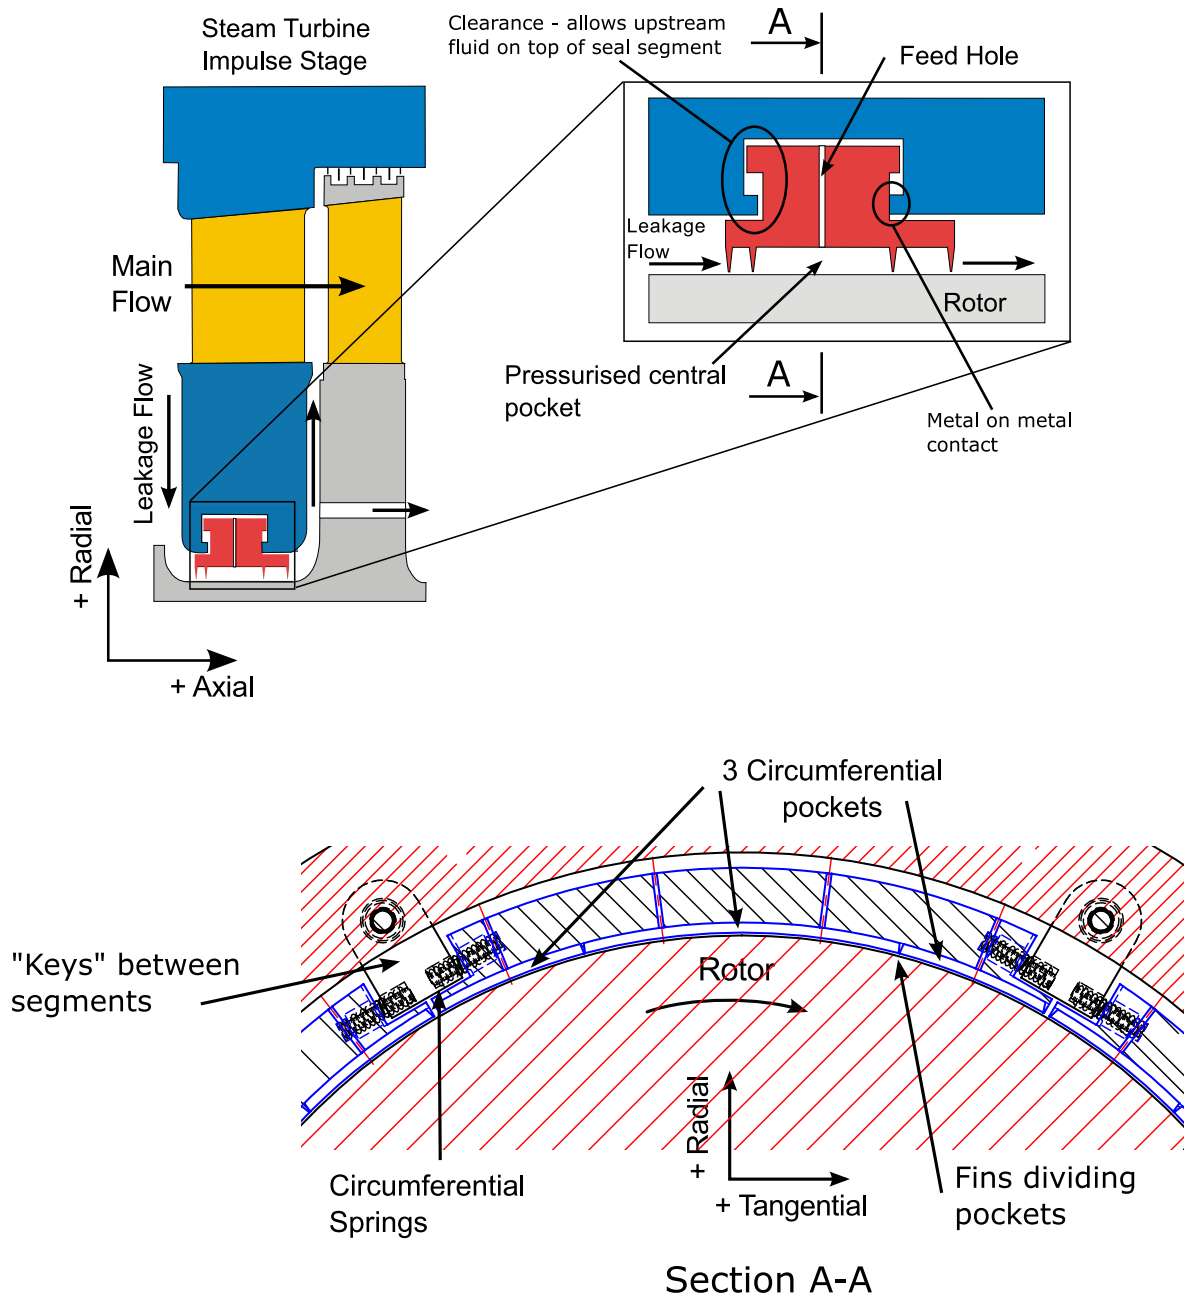 Steam Turbine
Impulse Stage
Clearance - allows upstream
fluid on top of seal segment
A
Feed Hole
Leakage
Flow
Rotor
Main
Flow
Leakage Flow
Pressurised central
pocket
A
Metal on metal
contact
+ Radial
+ Axial
3 Circumferential
pockets
"Keys" between
segments
Rotor
+ Radial
+ Tangential
Circumferential
Springs
Fins dividing
pockets
Section A-A